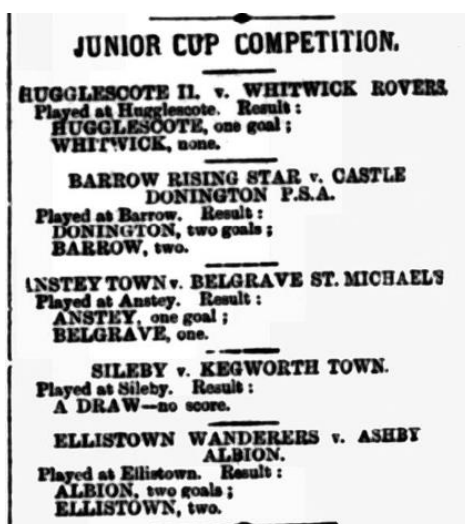 JUNIOR CUP COMPETITION.
HUGGLESCOTE II. v. WHITWICK ROVERS.
Played at Hugglescote. Result:
HUGGLESCOTE, one goal;
WHITWICK, none.
BARROW RISING STAR v. CASTLE
DONINGTON P.S.A.
Played at Barrow. Result:
DONINGTON, two goals;
BARROW, two.
ANSTEY TOWN v. BELGRAVE ST. MICHAEL'S
Played at Anstey. Result:
ANSTEY, one goal;
BELGRAVE, one.
SILEBY v. KEGWORTH TOWN.
Played at Sileby. Result:
A DRAW—no score.
ELLISTOWN WANDERERS v. ASHBY
ALBION.
Played at Ellistown. Result:
ALBION, two goals;
ELLISTOWN, two.